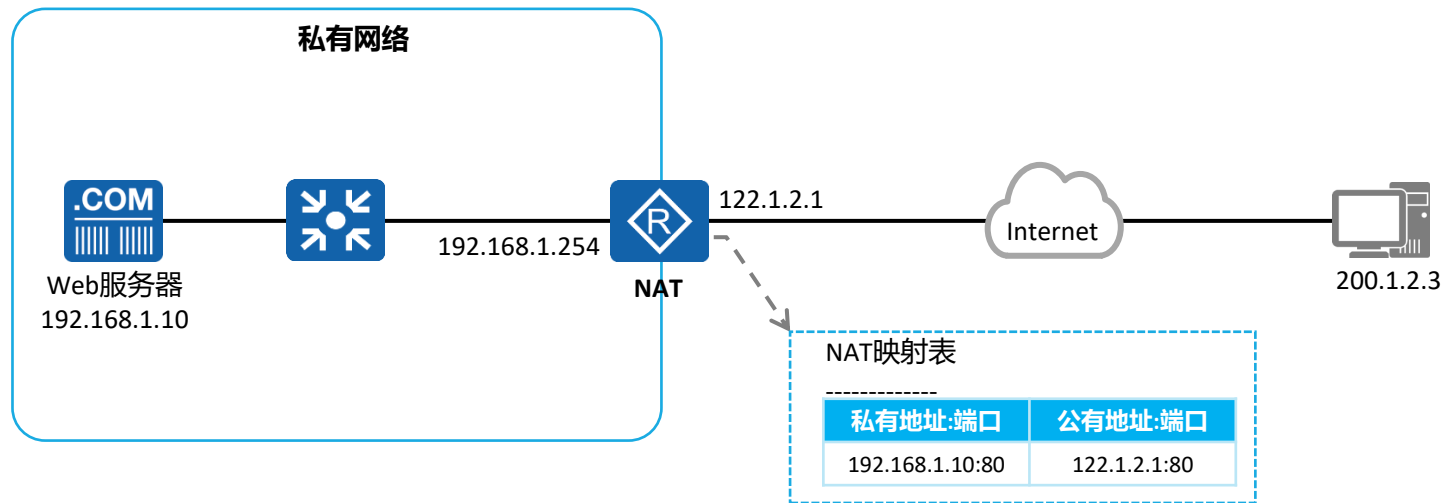 私有网络
.COM
Web服务器
192.168.1.10
192.168.1.254
R
NAT
122.1.2.1
Internet
200.1.2.3
NAT映射表
-------------
私有地址:端口 公有地址:端口
192.168.1.10:80 122.1.2.1:80